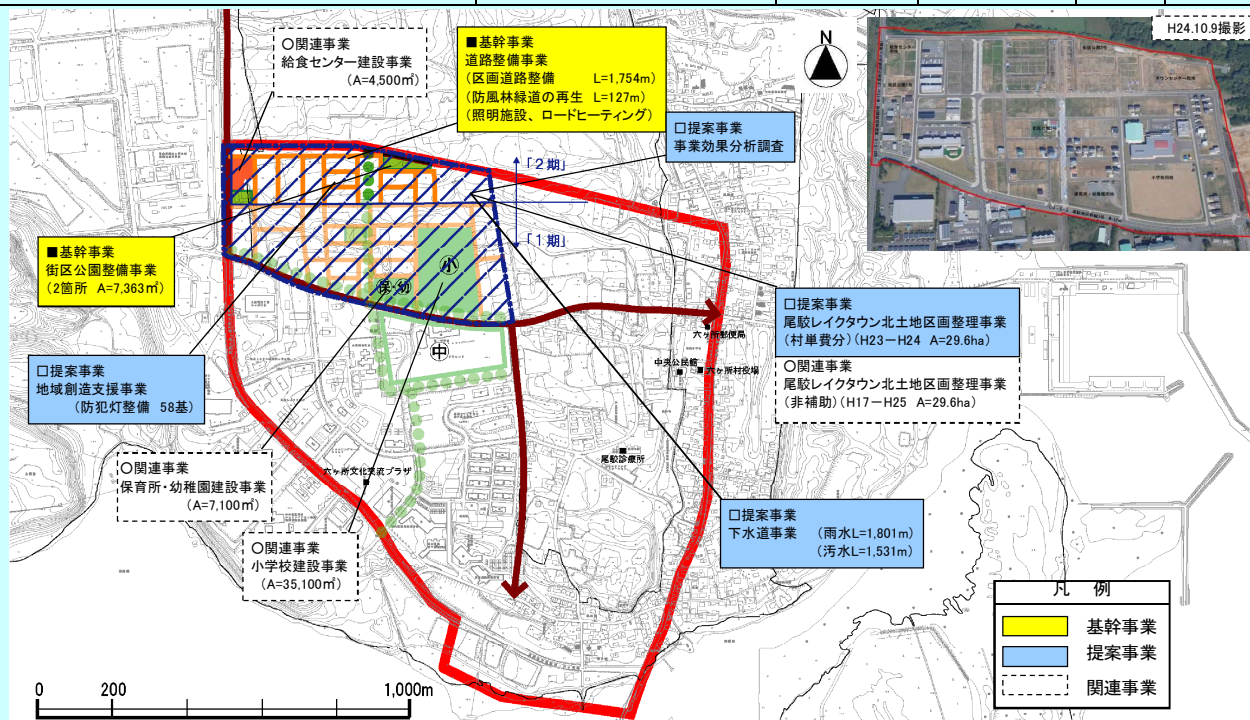 H24.10.9撮影
○関連事業
給食センター建設事業
(A=4,500㎡)
■基幹事業
道路整備事業
(区画道路整備 L=1,754m)
(防風林緑道の再生 L=127m)
(照明施設、ロードヒーティング)
N
□提案事業
事業効果分析調査
「2期」
「1期」
■基幹事業
街区公園整備事業
(2箇所 A=7,363㎡)
小
保・幼
中
□提案事業
尾駮レイクタウン北土地区画整理事業
(村単費分)(H23-H24 A=29.6ha)
○関連事業
尾駮レイクタウン北土地区画整理事業
(非補助)(H17-H25 A=29.6ha)
六ヶ所郵便局
中央公民館
六ヶ所村役場
□提案事業
地域創造支援事業
(防犯灯整備 58基)
尾駮診療所
六ヶ所文化交流プラザ
○関連事業
保育所・幼稚園建設事業
(A=7,100㎡)
○関連事業
小学校建設事業
(A=35,100㎡)
□提案事業
下水道事業 (雨水L=1,801m)
(汚水L=1,531m)
凡 例
基幹事業
提案事業
関連事業
0 200 1,000m